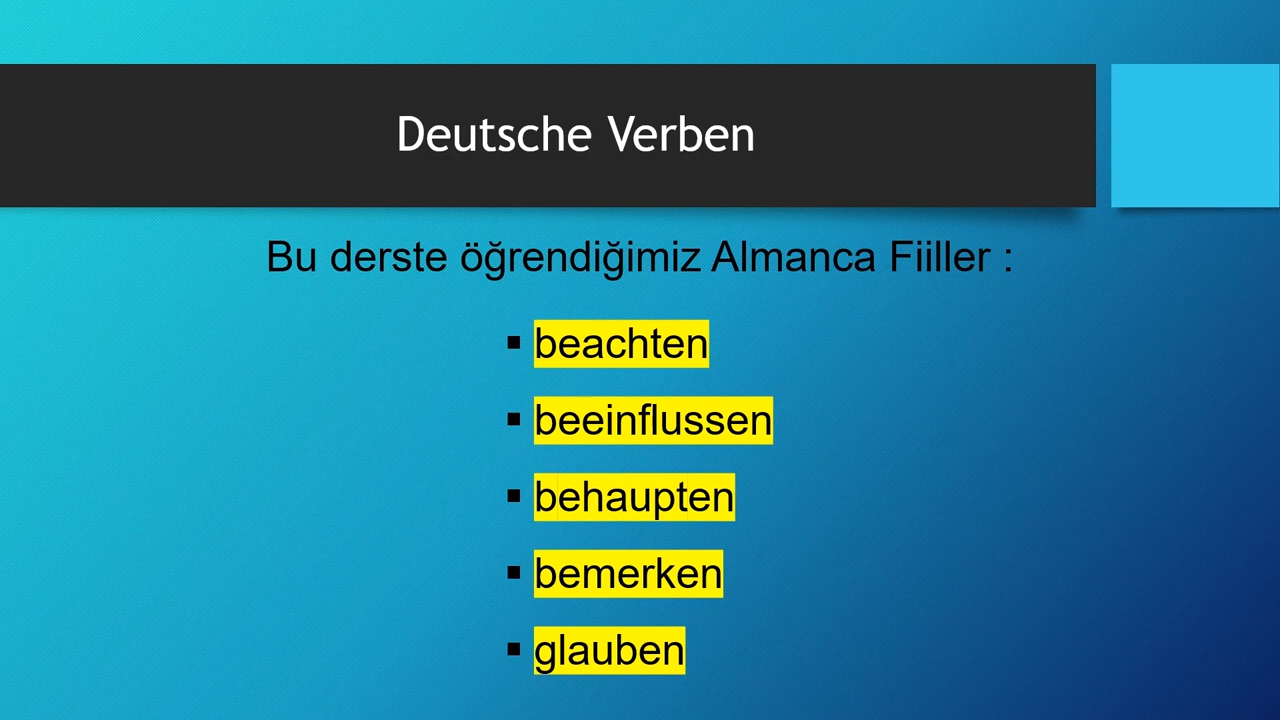 Deutsche Verben
Bu derste öğrendiğimiz Almanca Fiiller :
▪ beachten
▪ beeinflussen
▪ behaupten
▪ bemerken
▪ glauben